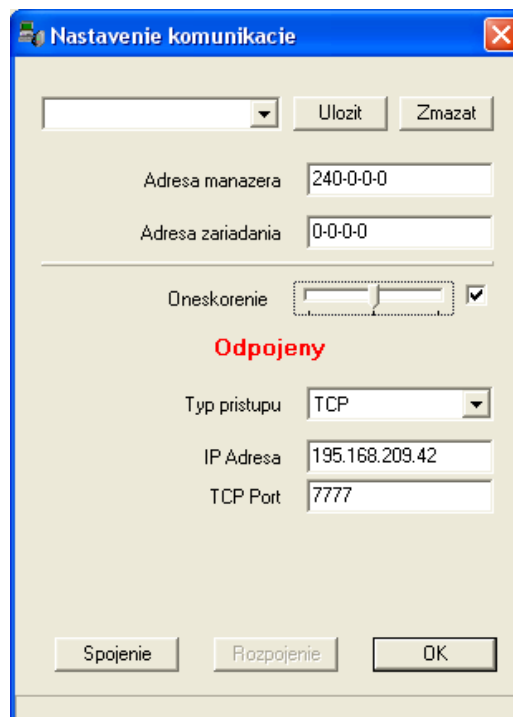 Nastavenie komunikacie
Ulozit Zmazat
Adresa manazera 240-0-0-0
Adresa zariadania 0-0-0-0
Oneskorenie
Odpojeny
Typ pristupu TCP
IP Adresa 195.168.209.42
TCP Port 7777
Spojenie Rozpojenie OK